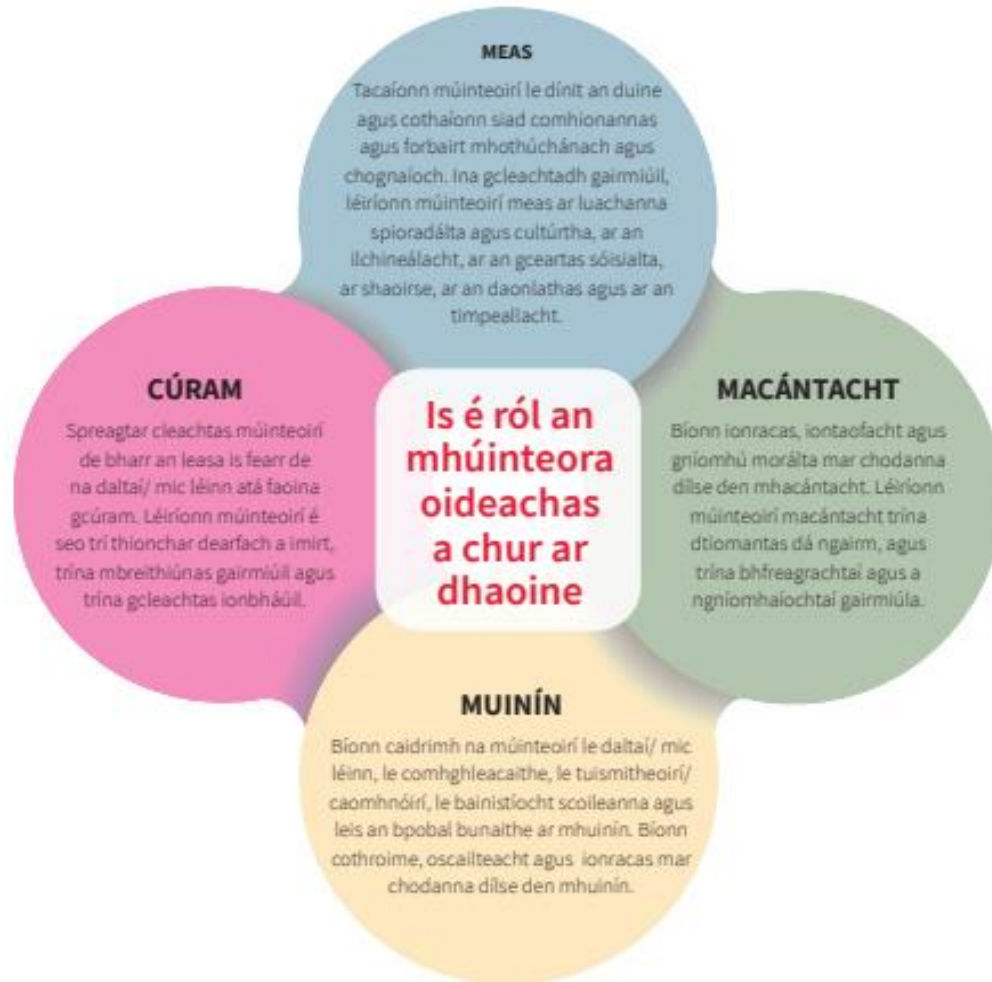 MEAS
Tacaíonn múinteoirí le dínit an duine
agus cothaíonn siad comhionannas
agus forbairt mhothúchánach agus
chognaíoch. Ina gcleachtadh gairmiúil,
léiríonn múinteoirí meas ar luachanna
spioradálta agus cultúrtha, ar an
ilchineálacht, ar an gceartas sóisialta,
ar shaoirse, ar an daonlathas agus ar an
timpeallacht.
CÚRAM
Spreagtar cleachtas múinteoirí
de bharr an leasa is fearr de
na daltaí/ mic léinn atá faoina
gcúram. Léiríonn múinteoirí é
seo trí thionchar dearfach a imirt,
trína mbreithiúnas gairmiúil agus
trína gcleachtas ionbháúil.
Is é ról an
mhúinteora
oideachas
a chur ar
dhaoine
MACÁNTACHT
Bíonn ionracas, iontaofacht agus
gníomhú morálta mar chodanna
dílse den mhacántacht. Léiríonn
múinteoirí macántacht trína
dtiomantas dá ngairm, agus
trína bhfreagrachtaí agus a
ngníomhaíochtaí gairmiúla.
MUINÍN
Bíonn caidrimh na múinteoirí le daltaí/ mic
léinn, le comhghleacaithe, le tuismitheoirí/
caomhnóirí, le bainistíocht scoileanna agus
leis an bpobal bunaithe ar mhuinín. Bíonn
cothroime, oscailteacht agus ionracas mar
chodanna dílse den mhuinín.